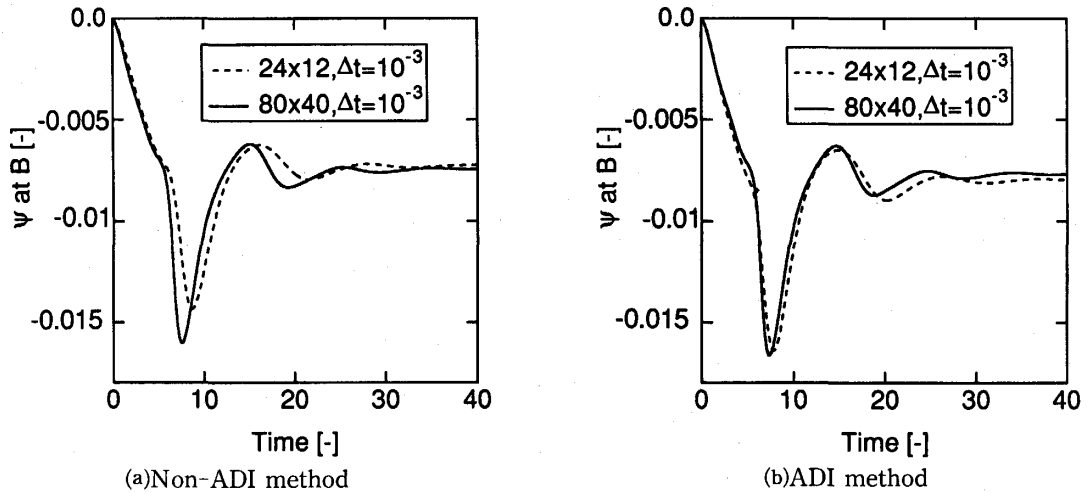 0.0
-0.005
-0.01
-0.015
ψ at B [-]
24x12,Δt=10⁻³
80x40,Δt=10⁻³
0 10 20 30 40
Time [-]
(a)Non-ADI method
0.0
-0.005
-0.01
-0.015
ψ at B [-]
24x12,Δt=10⁻³
80x40,Δt=10⁻³
0 10 20 30 40
Time [-]
(b)ADI method